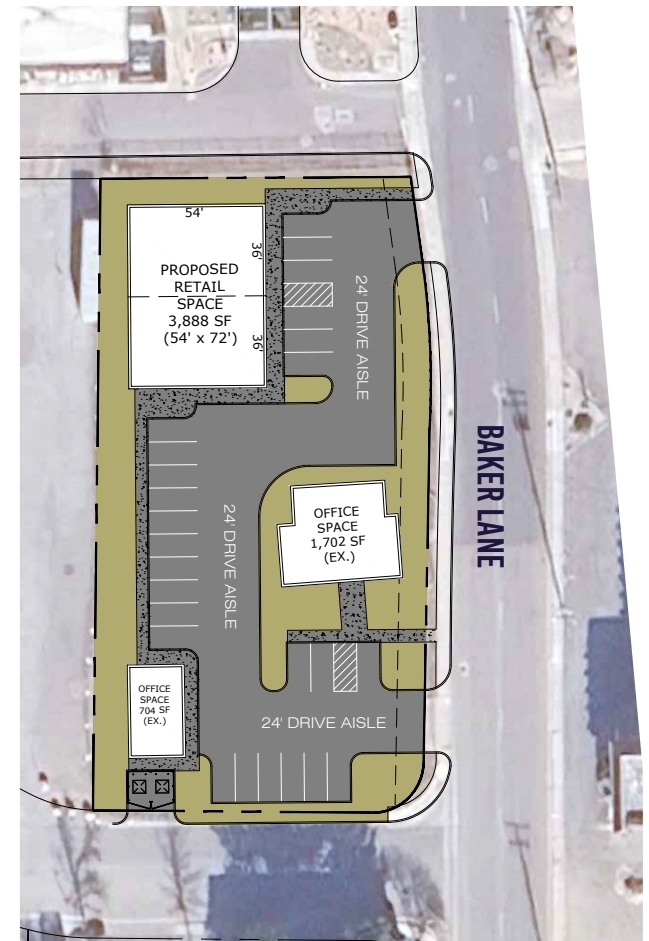 54'
36'
PROPOSED
RETAIL
SPACE
3,888 SF
(54' x 72')
36'
24' DRIVE AISLE
BAKER LANE
OFFICE
SPACE
1,702 SF
(EX.)
24' DRIVE AISLE
OFFICE
SPACE
704 SF
(EX.)
24' DRIVE AISLE